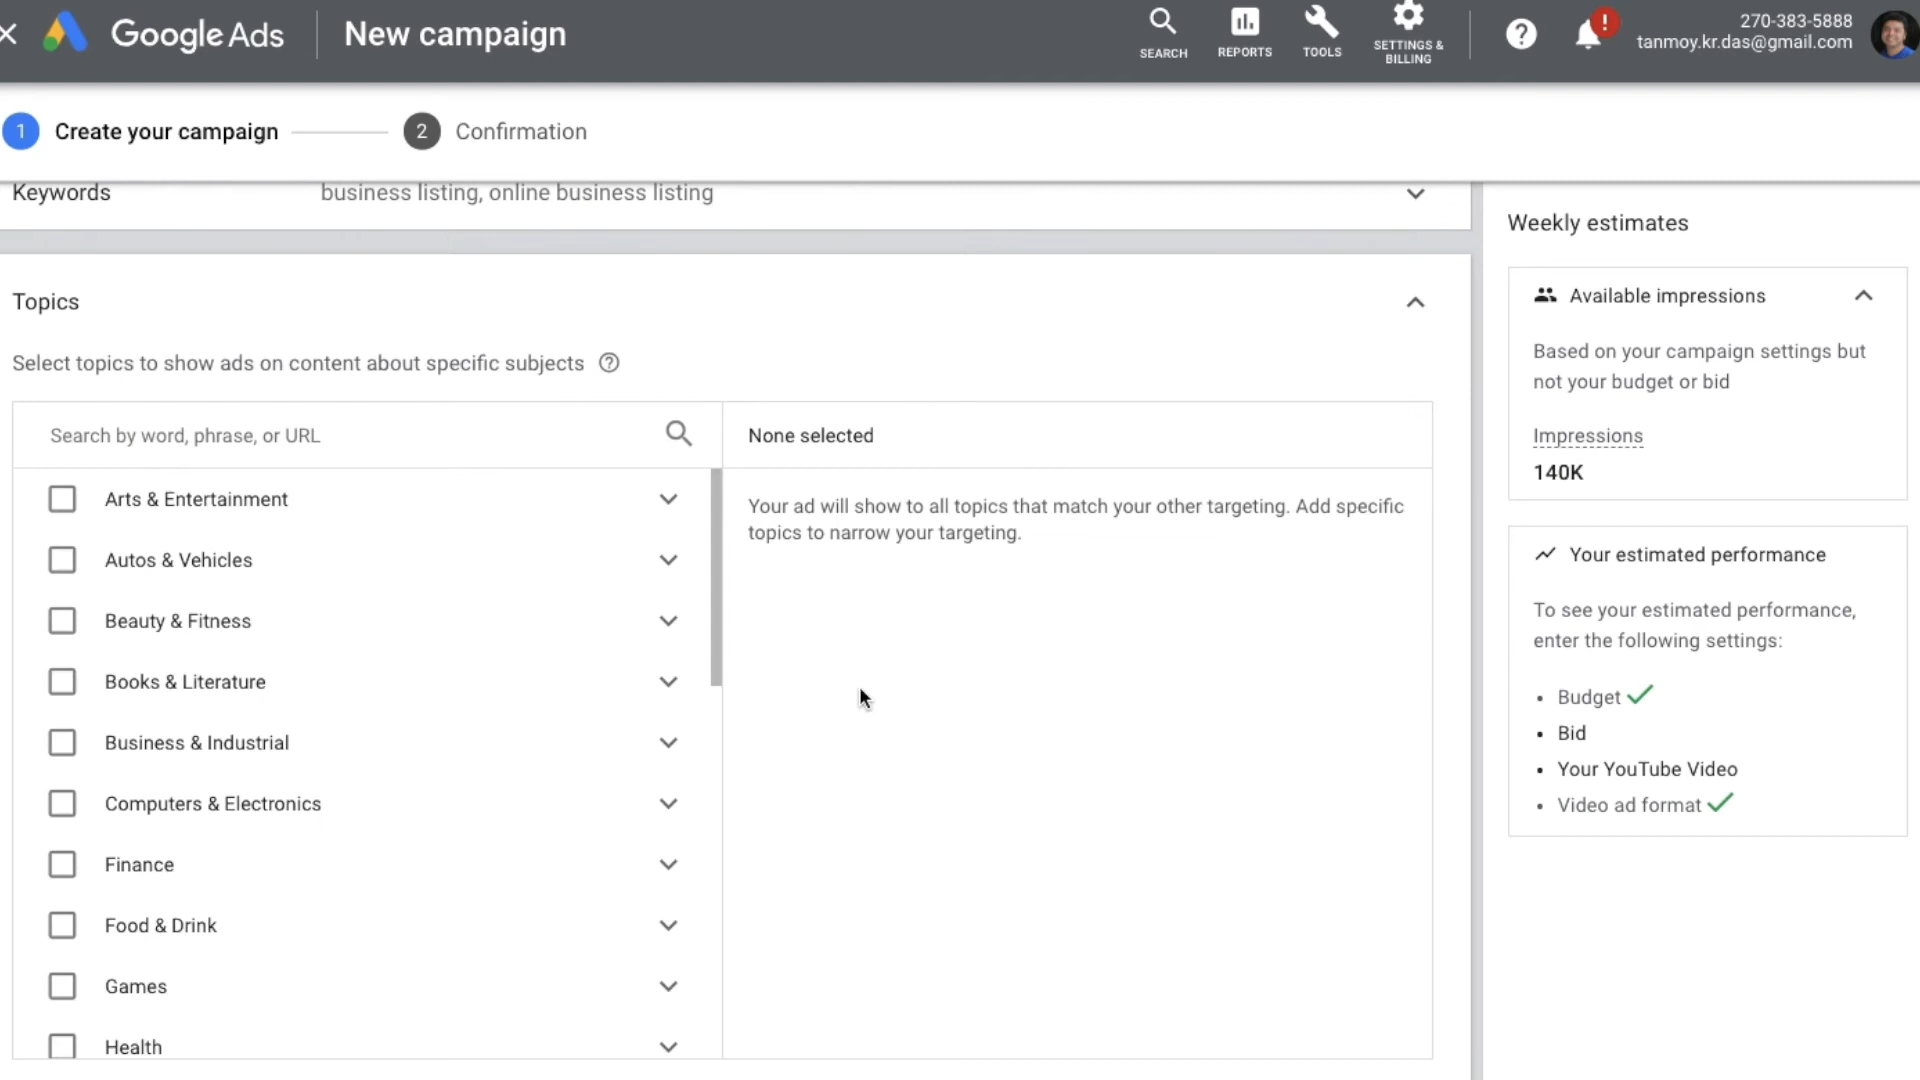 Google Ads
New campaign
SEARCH
REPORTS
TOOLS
SETTINGS &
BILLING
?
!
270-383-5888
tanmoy.kr.das@gmail.com
1 Create your campaign
2 Confirmation
Keywords
business listing, online business listing
Topics
Select topics to show ads on content about specific subjects ?
Search by word, phrase, or URL
Arts & Entertainment
Autos & Vehicles
Beauty & Fitness
Books & Literature
Business & Industrial
Computers & Electronics
Finance
Food & Drink
Games
Health
None selected
Your ad will show to all topics that match your other targeting. Add specific
topics to narrow your targeting.
Weekly estimates
Available impressions
Based on your campaign settings but
not your budget or bid
Impressions
140K
Your estimated performance
To see your estimated performance,
enter the following settings:
• Budget
• Bid
• Your YouTube Video
• Video ad format